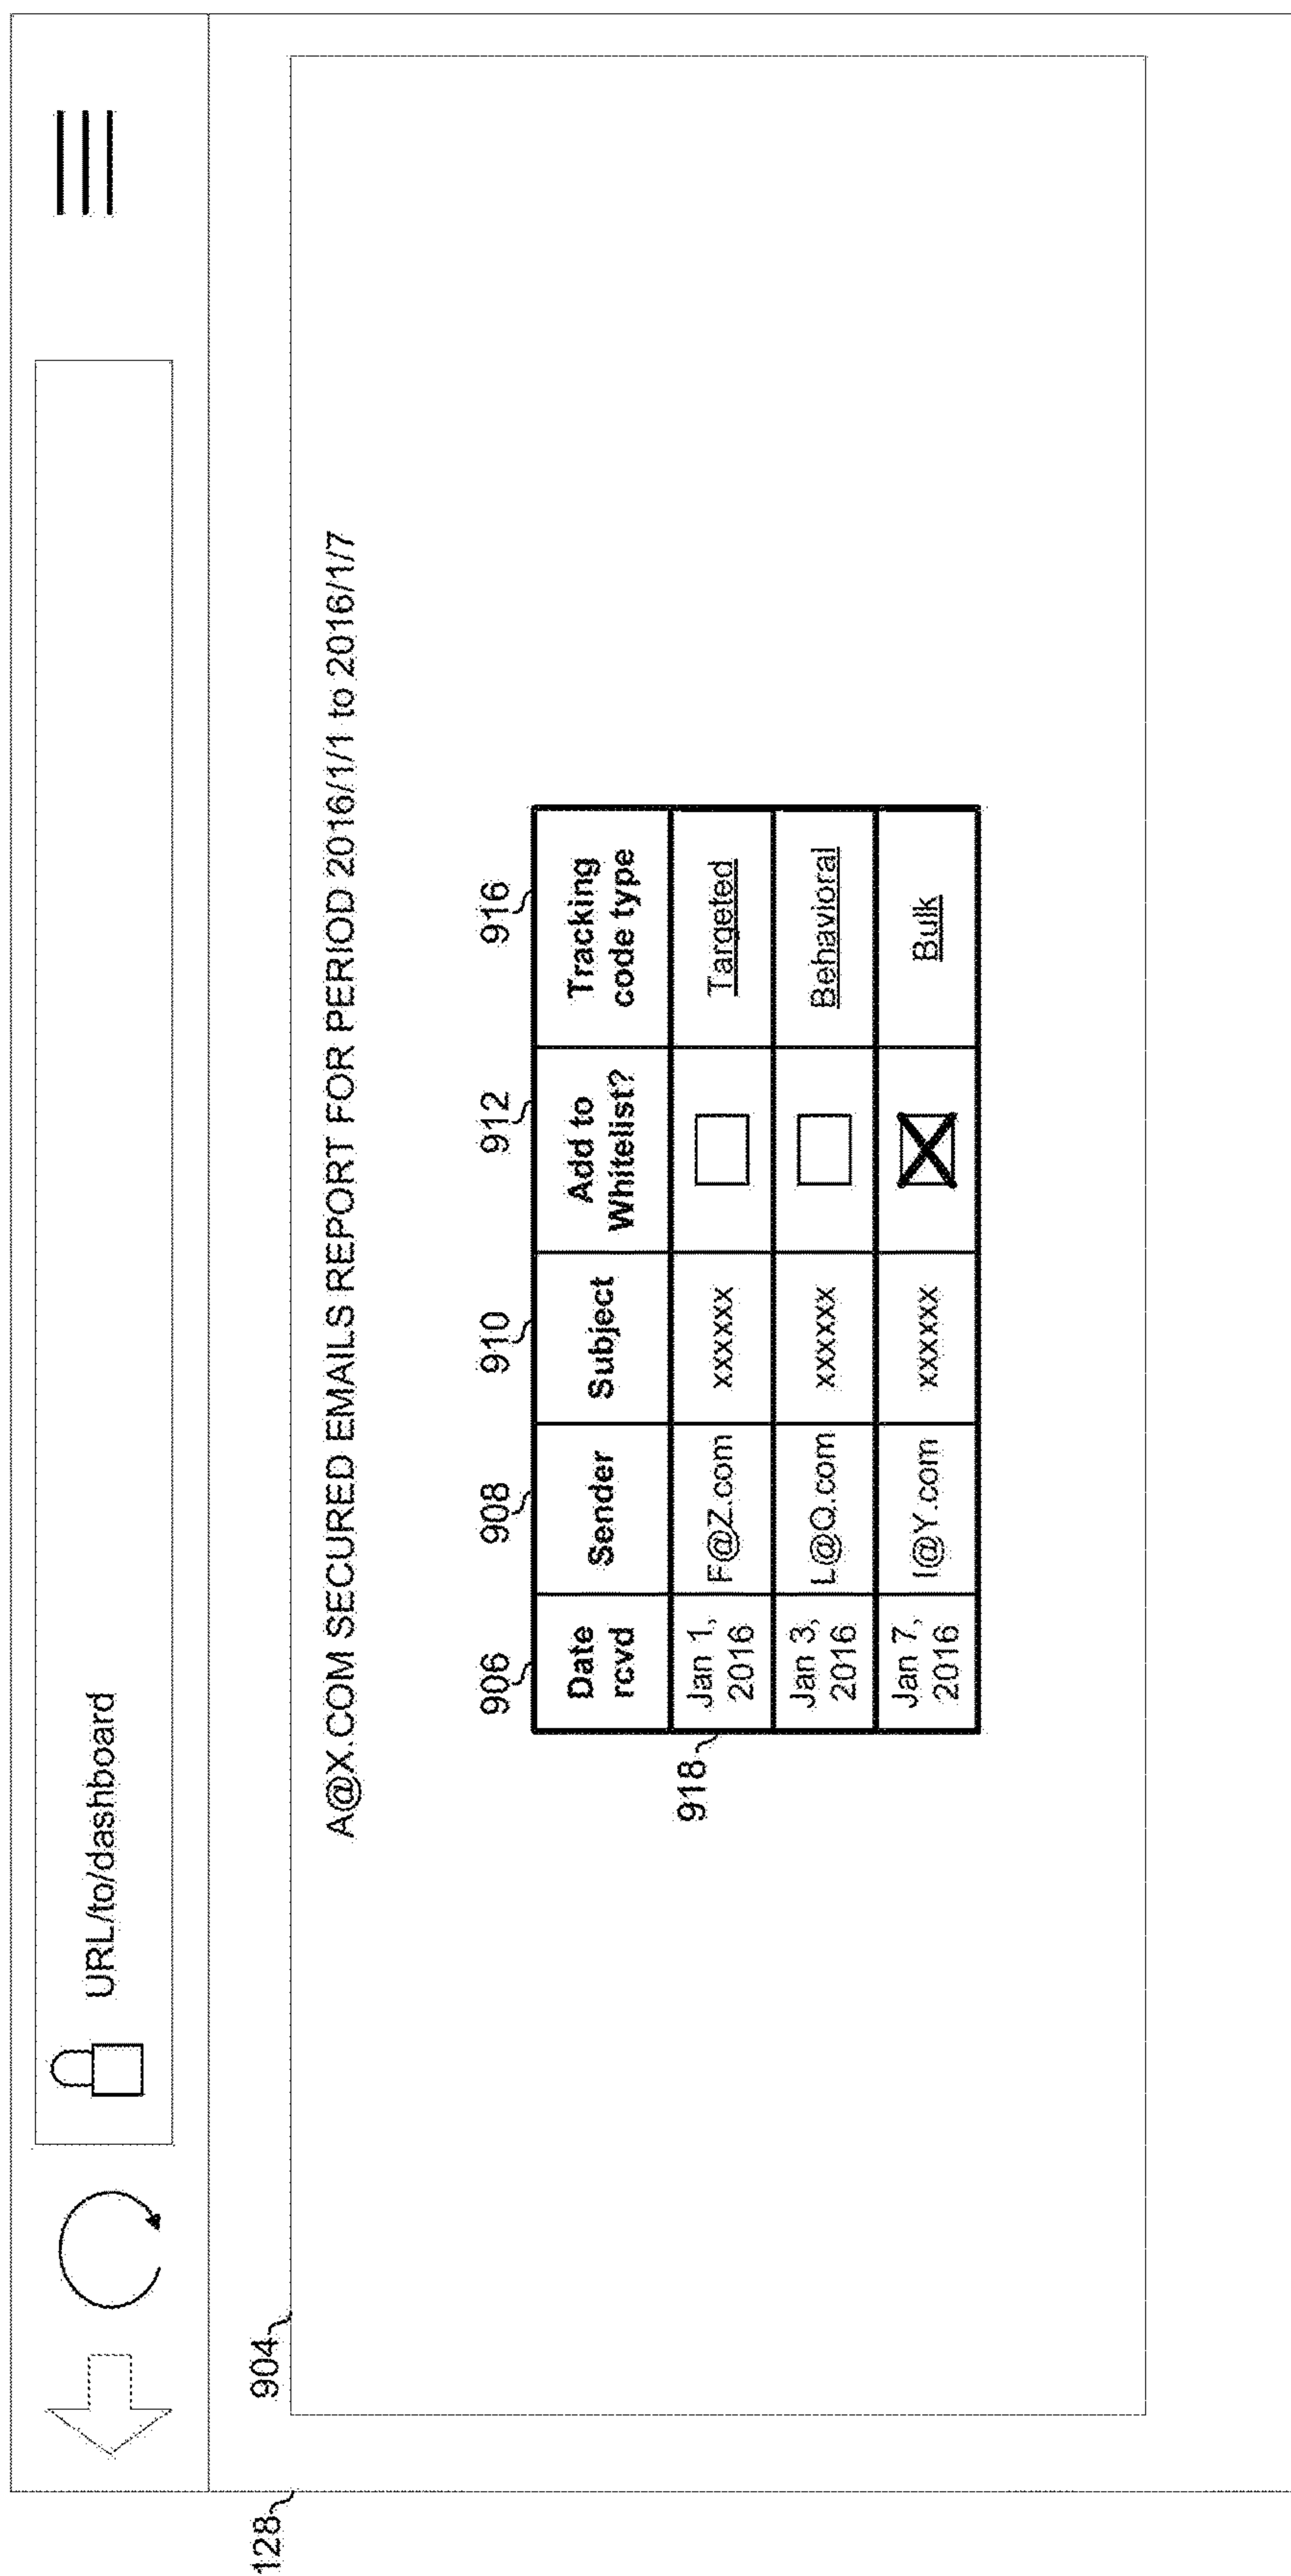 URL/to/dashboard
128
904
A@X.COM SECURED EMAILS REPORT FOR PERIOD 2016/1/1 to 2016/1/7
906 908 910 912 916
Date rcvd Sender Subject Add to Whitelist? Tracking code type
918
Jan 1, 2016 F@Z.com xxxxxx Targeted
Jan 3, 2016 L@Q.com xxxxxx Behavioral
Jan 7, 2016 I@Y.com xxxxxx Bulk